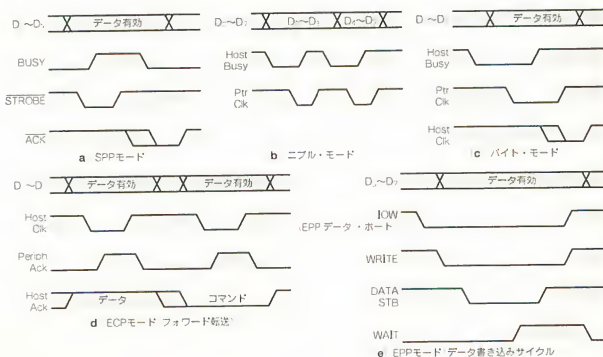 D ~D データ有効
BUSY
STROBE
ACK
a SPPモード
D ~D₇ D ~D₃ D₄~D
Host Busy
Ptr Clk
b ニブル・モード
D ~D データ有効
Host Busy
Ptr Clk
Host Clk
c バイト・モード
D ~D データ有効 データ有効
Host Clk
Periph Ack
Host Ack データ コマンド
d ECPモード フォワード転送
D ~D₇ データ有効
IOW
EPPデータ・ポート
WRITE
DATA STB
WAIT
e EPPモード データ書き込みサイクル